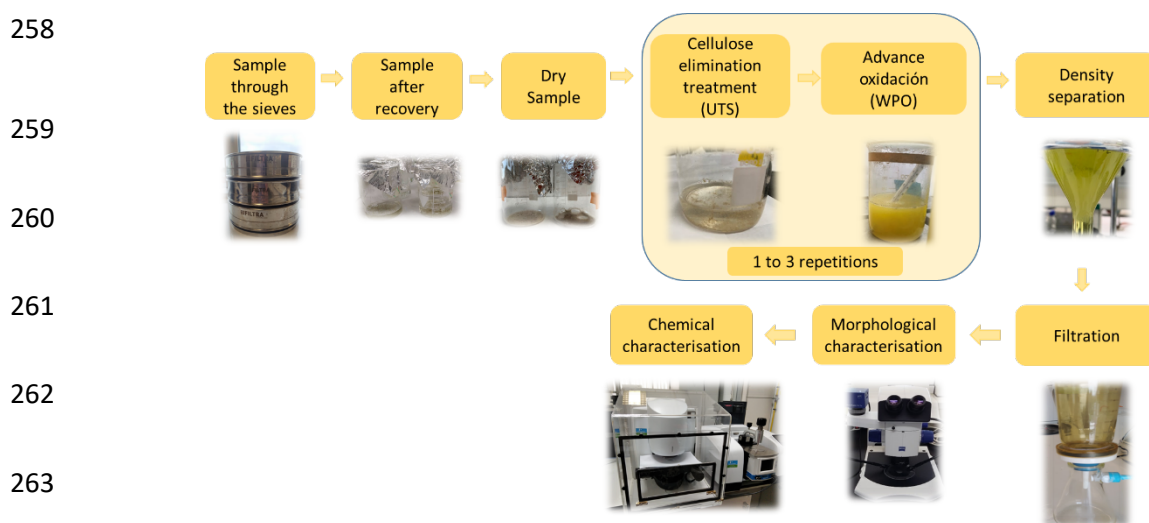 258
Sample
through
the sieves
Sample
after
recovery
Dry
Sample
Cellulose
elimination
treatment
(UTS)
Advance
oxidación
(WPO)
Density
separation
259
260
1 to 3 repetitions
261
Chemical
characterisation
Morphological
characterisation
Filtration
262
263